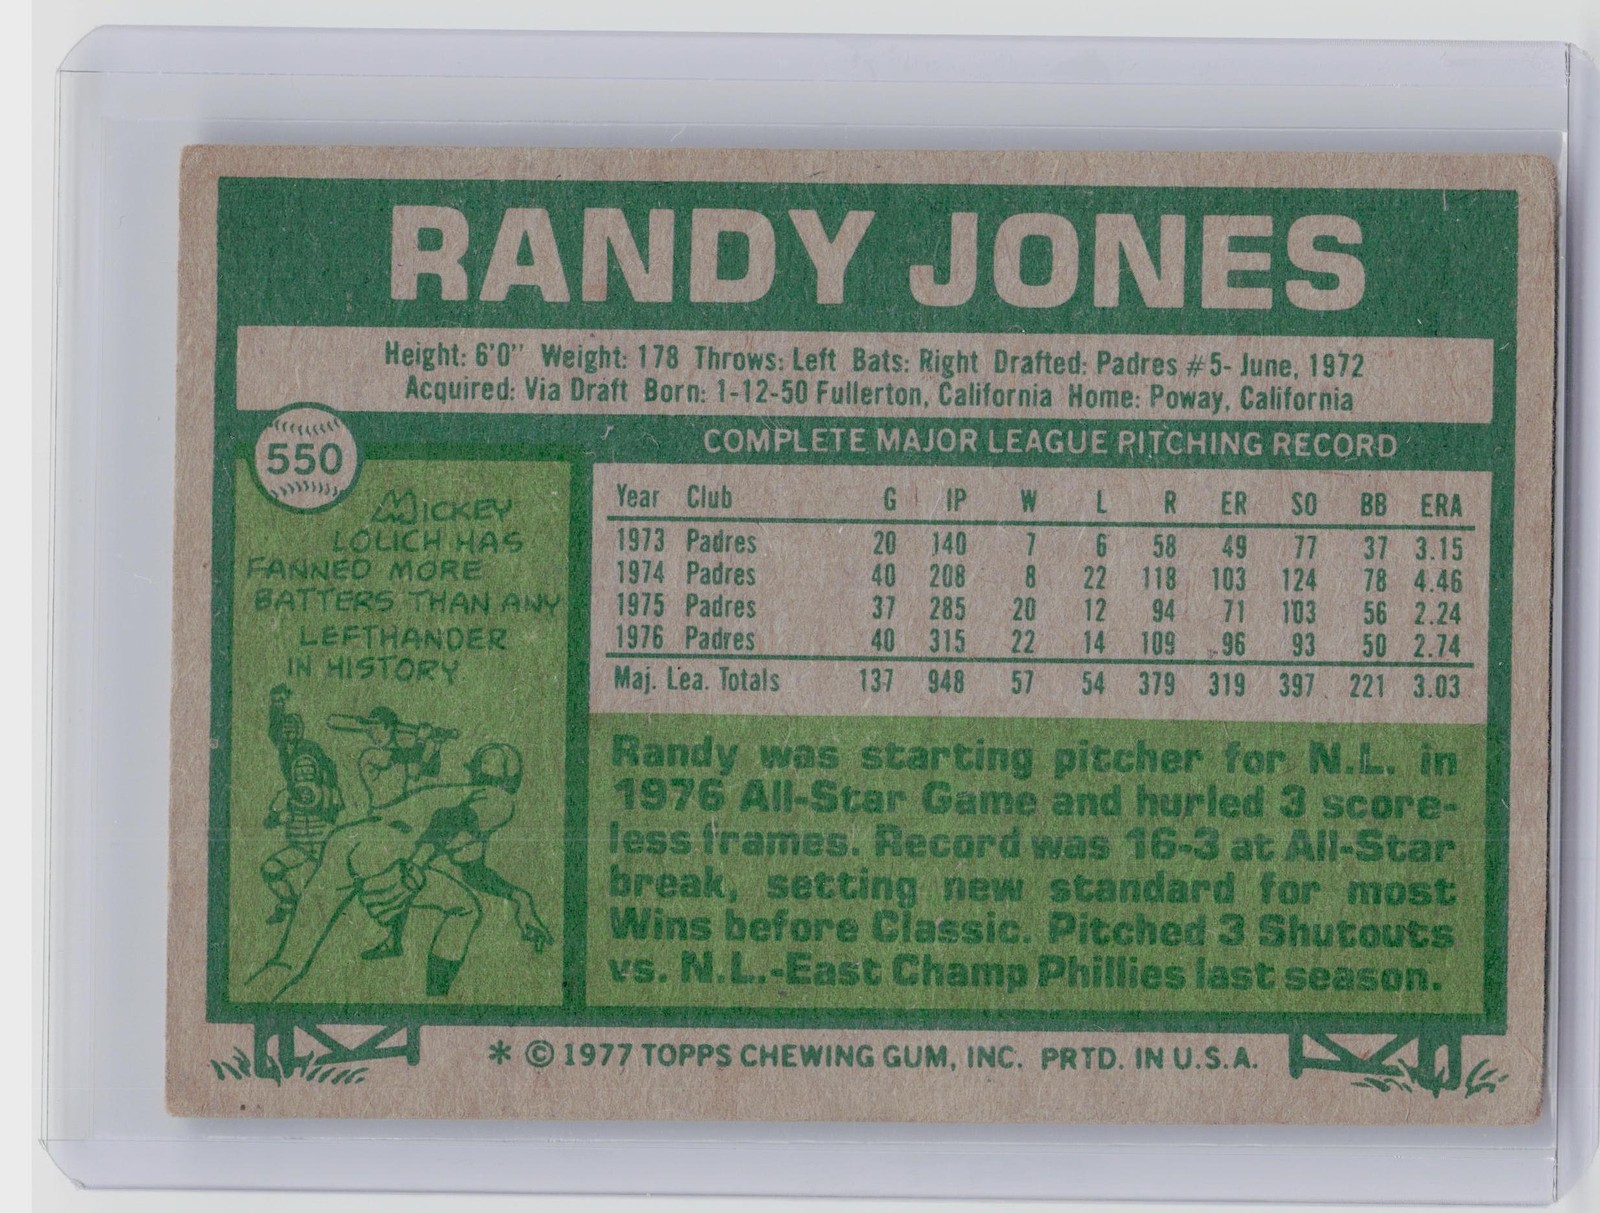 RANDY JONES
Height: 6'0" Weight: 178 Throws: Left Bats: Right Drafted: Padres #5- June, 1972
Acquired: Via Draft Born: 1-12-50 Fullerton, California Home: Poway, California
550
MICKEY
LOLICH HAS
FANNED MORE
BATTERS THAN ANY
LEFTHANDER
IN HISTORY
COMPLETE MAJOR LEAGUE PITCHING RECORD
Year Club G IP W L R ER SO BB ERA
1973 Padres 20 140 7 6 58 49 77 37 3.15
1974 Padres 40 208 8 22 118 103 124 78 4.46
1975 Padres 37 285 20 12 94 71 103 56 2.24
1976 Padres 40 315 22 14 109 96 93 50 2.74
Maj. Lea. Totals 137 948 57 54 379 319 397 221 3.03
Randy was starting pitcher for N.L. in
1976 All-Star Game and hurled 3 score-
less frames. Record was 16-3 at All-Star
break, setting new standard for most
Wins before Classic. Pitched 3 Shutouts
vs. N.L.-East Champ Phillies last season.
* © 1977 TOPPS CHEWING GUM, INC. PRTD. IN U.S.A.